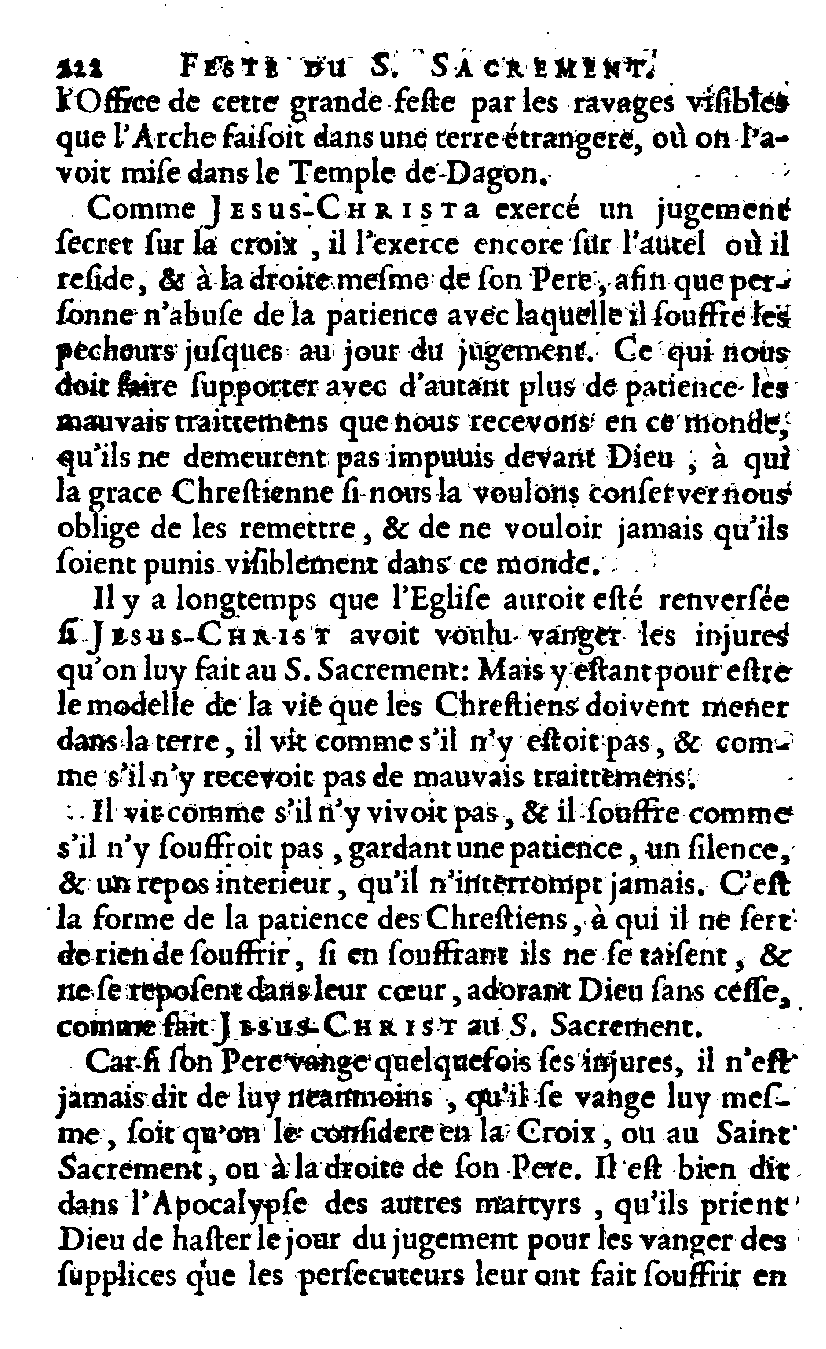 222 FESTE DU S. SACREMENT.
l'Office de cette grande feſte par les ravages viſibles
que l'Arche faiſoit dans une terre étrangere, où on l'a-
voit miſe dans le Temple de Dagon.
Comme JESUS-CHRIST a exercé un jugement
ſecret ſur la croix, il l'exerce encore ſur l'autel où il
reſide, & à la droite meſme de ſon Pere, afin que per-
ſonne n'abuſe de la patience avec laquelle il ſouffre les
pecheurs juſques au jour du jugement. Ce qui nous
doit faire ſupporter avec d'autant plus de patience les
mauvais traittemens que nous recevons en ce monde,
qu'ils ne demeurent pas impunis devant Dieu, à qui
la grace Chreſtienne ſi nous la voulons conſerver nous
oblige de les remettre, & de ne vouloir jamais qu'ils
ſoient punis viſiblement dans ce monde.
Il y a longtemps que l'Egliſe auroit eſté renverſée
ſi JESUS-CHRIST avoit voulu vanger les injures
qu'on luy fait au S. Sacrement: Mais y eſtant pour eſtre
le modelle de la vie que les Chreſtiens doivent mener
dans la terre, il vit comme s'il n'y eſtoit pas, & com-
me s'il n'y recevoit pas de mauvais traittemens.
Il vit comme s'il n'y vivoit pas, & il ſouffre comme
s'il n'y ſouffroit pas, gardant une patience, un ſilence,
& un repos interieur, qu'il n'interrompt jamais. C'eſt
la forme de la patience des Chreſtiens, à qui il ne ſert
de rien de ſouffrir, ſi en ſouffrant ils ne ſe taiſent, &
ne ſe repoſent dans leur cœur, adorant Dieu ſans ceſſe,
comme fait JESUS-CHRIST au S. Sacrement.
Car ſi ſon Pere vange quelquefois ſes injures, il n'eſt
jamais dit de luy neanmoins, qu'il ſe vange luy meſ-
me, ſoit qu'on le conſidere en la Croix, ou au Saint
Sacrement, ou à la droite de ſon Pere. Il eſt bien dit
dans l'Apocalypſe des autres martyrs, qu'ils prient
Dieu de haſter le jour du jugement pour les vanger des
ſupplices que les perſecuteurs leur ont fait ſouffrir en